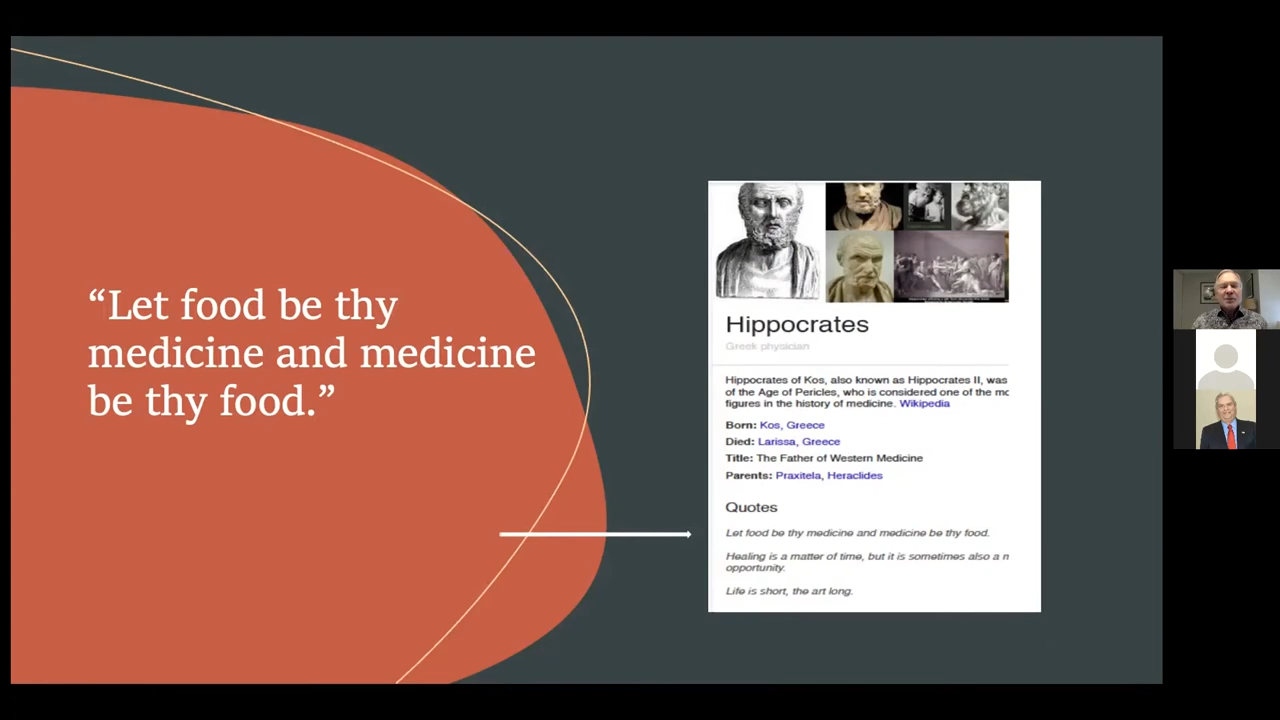 “Let food be thy
medicine and medicine
be thy food.”
Hippocrates
Greek physician
Hippocrates of Kos, also known as Hippocrates II, was
of the Age of Pericles, who is considered one of the mo
figures in the history of medicine. Wikipedia
Born: Kos, Greece
Died: Larissa, Greece
Title: The Father of Western Medicine
Parents: Praxitela, Heraclides
Quotes
Let food be thy medicine and medicine be thy food.
Healing is a matter of time, but it is sometimes also a
opportunity.
Life is short, the art long.